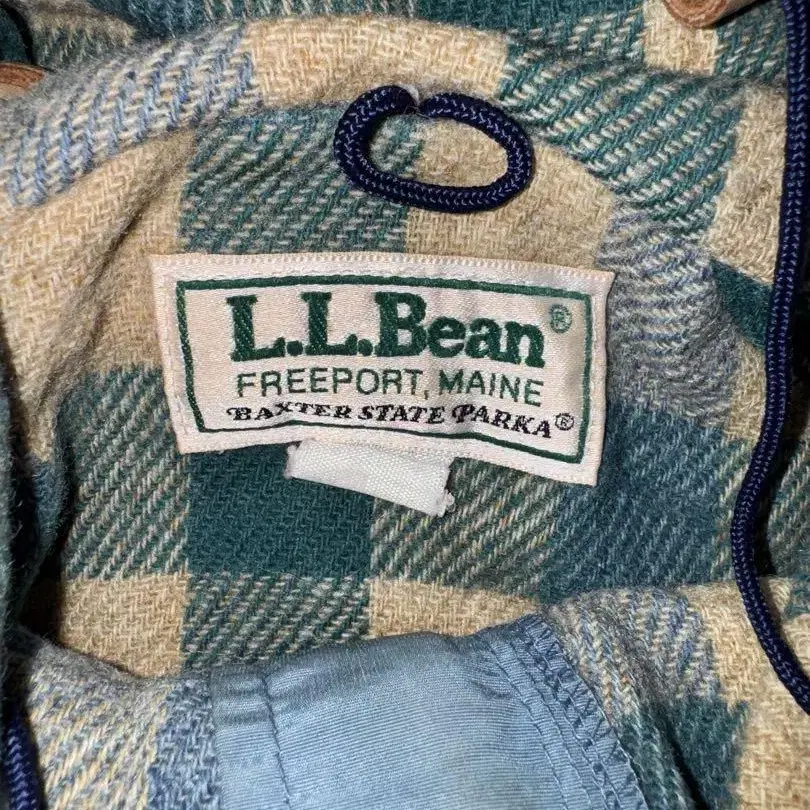 L.L.Bean®
FREEPORT, MAINE
BAXTER STATE PARKA®